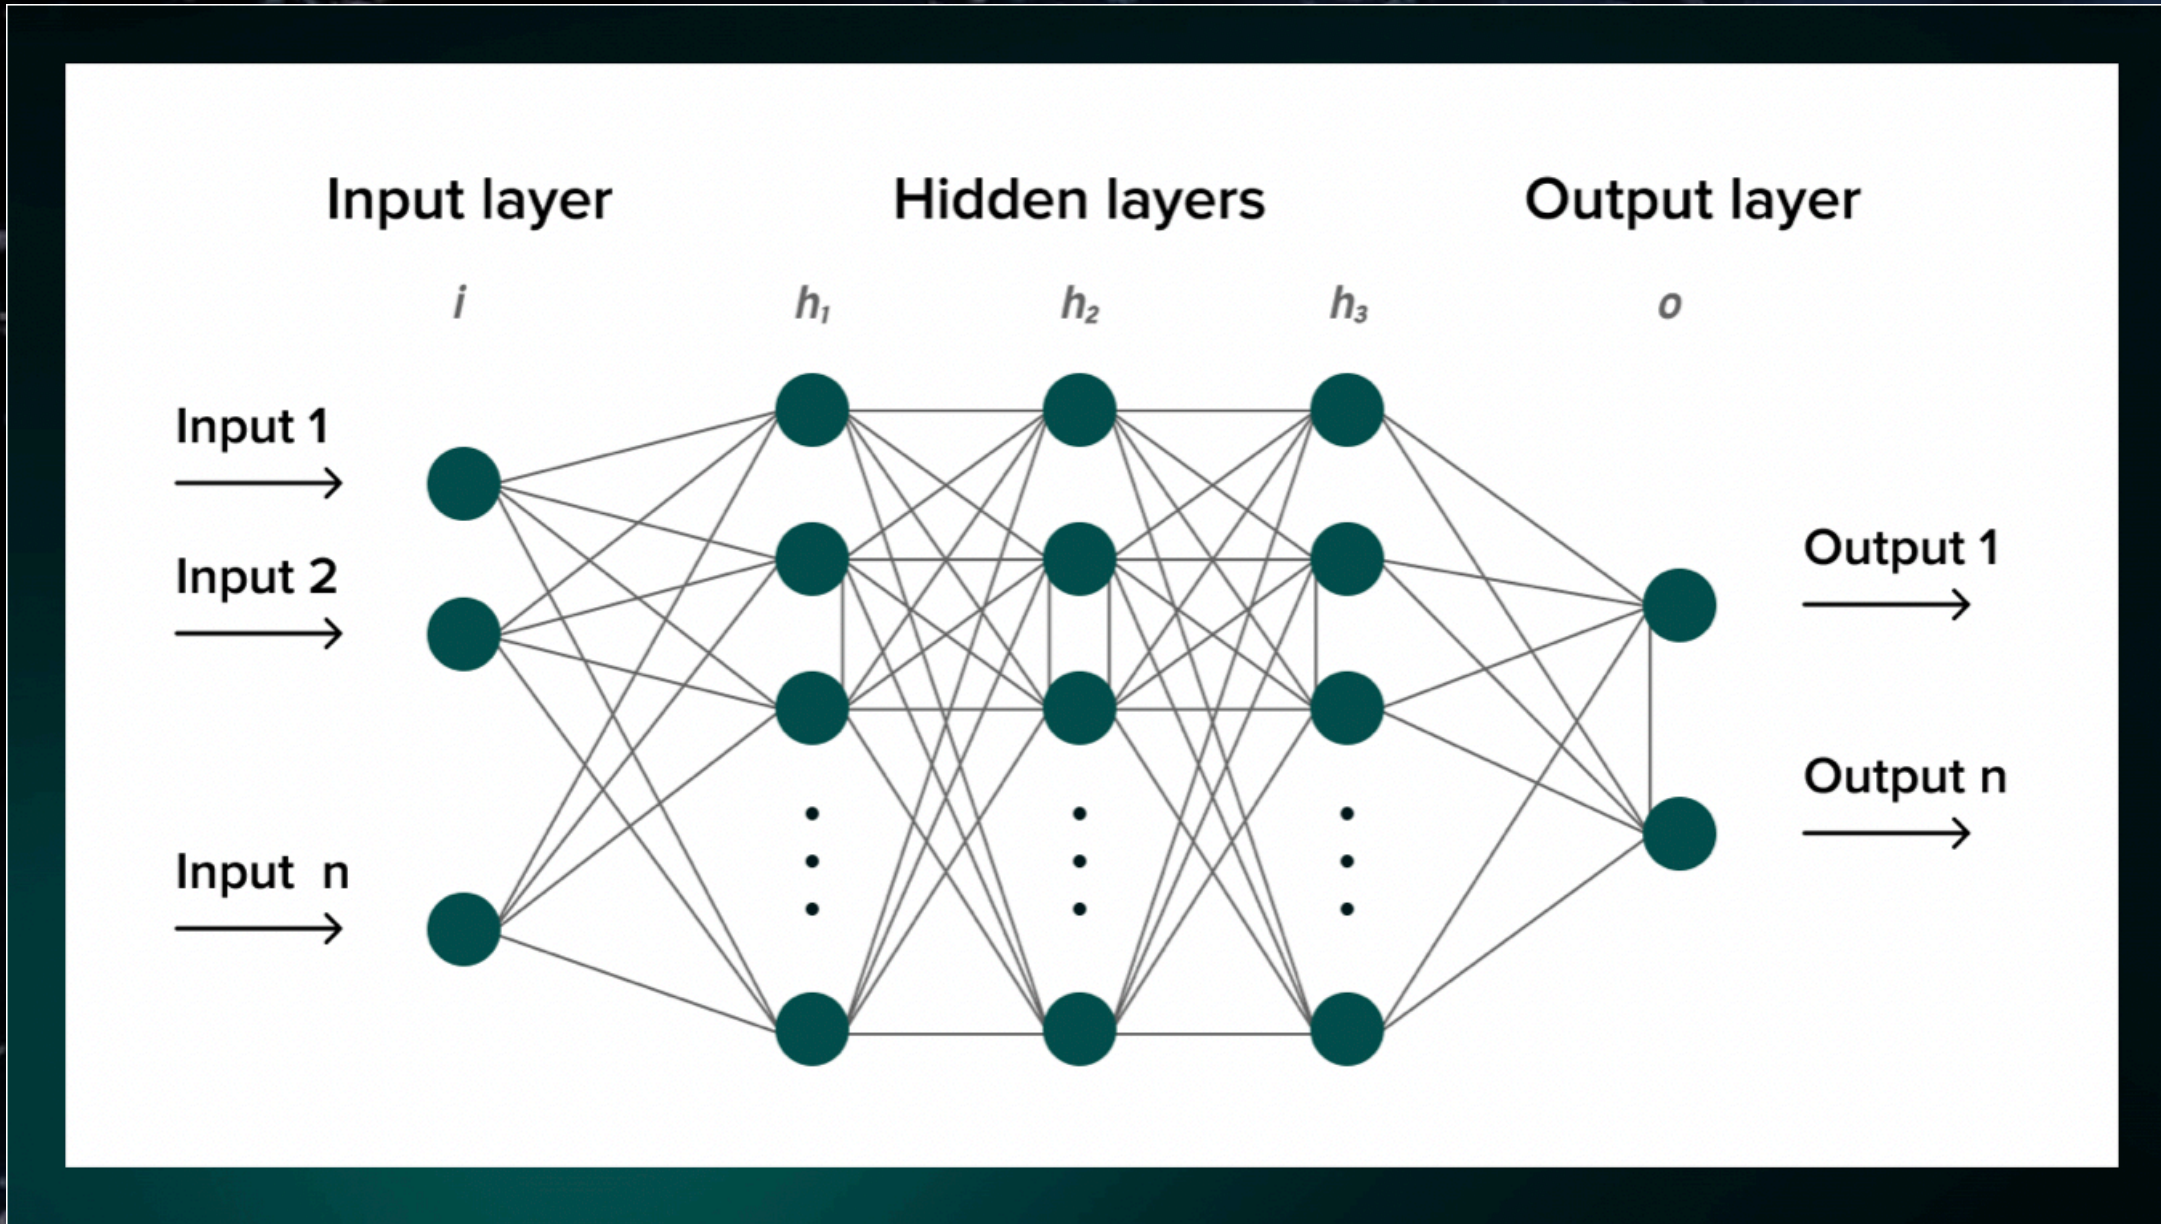 Input layer
Hidden layers
Output layer
i
h₁
h₂
h₃
o
Input 1
Input 2
Input n
Output 1
Output n